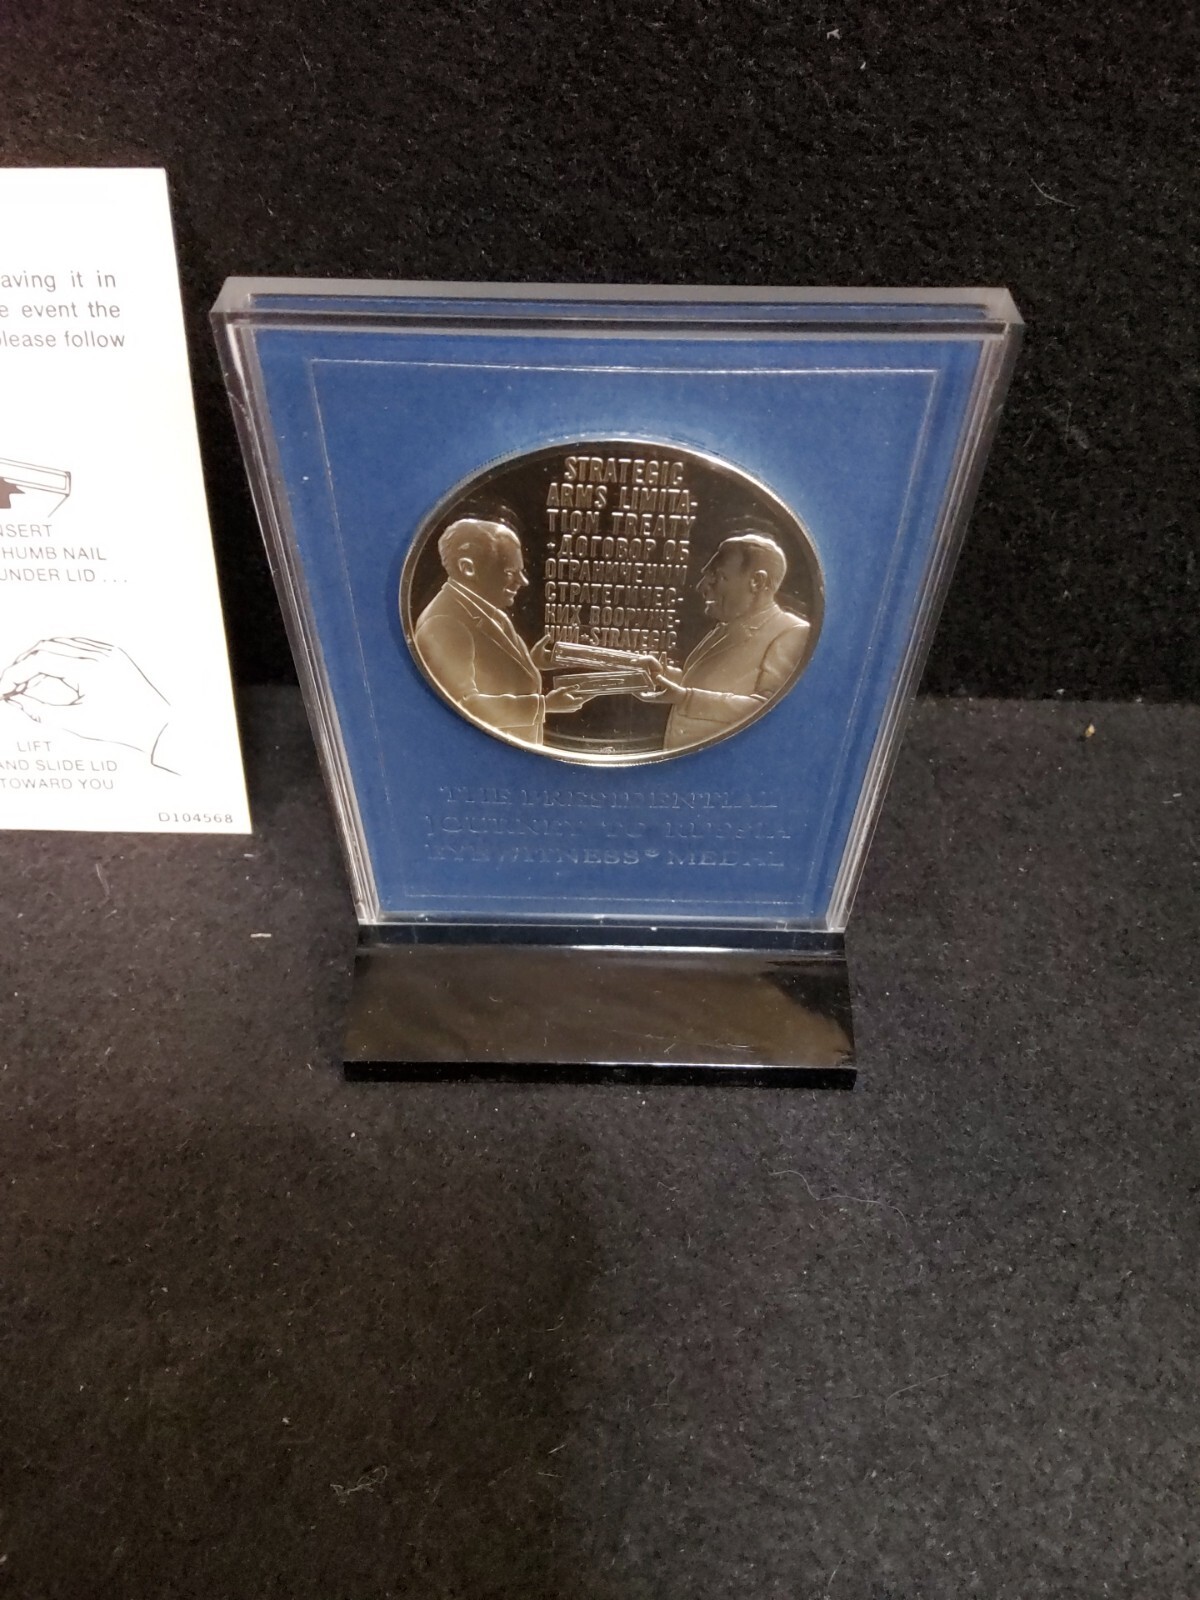 aving it in
e event the
please follow
NSERT
HUMB NAIL
UNDER LID . . .
LIFT
AND SLIDE LID
TOWARD YOU
D104568
STRATEGIC
ARMS LIMITA-
TION TREATY
• ДОГОВОР ОБ
ОГРАНИЧЕНИИ
СТРАТЕГИЧЕС-
КИХ ВООРУЖЕ-
НИЙ • STRATEGIC
THE PRESIDENTIAL
JOURNEY TO RUSSIA
EYEWITNESS® MEDAL